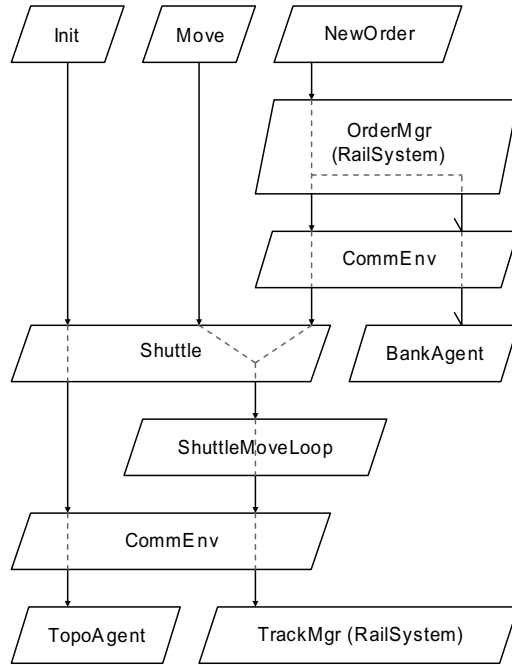 Init
Move
NewOrder
OrderMgr
(RailSystem)
CommEnv
Shuttle
BankAgent
ShuttleMoveLoop
CommEnv
TopoAgent
TrackMgr (RailSystem)